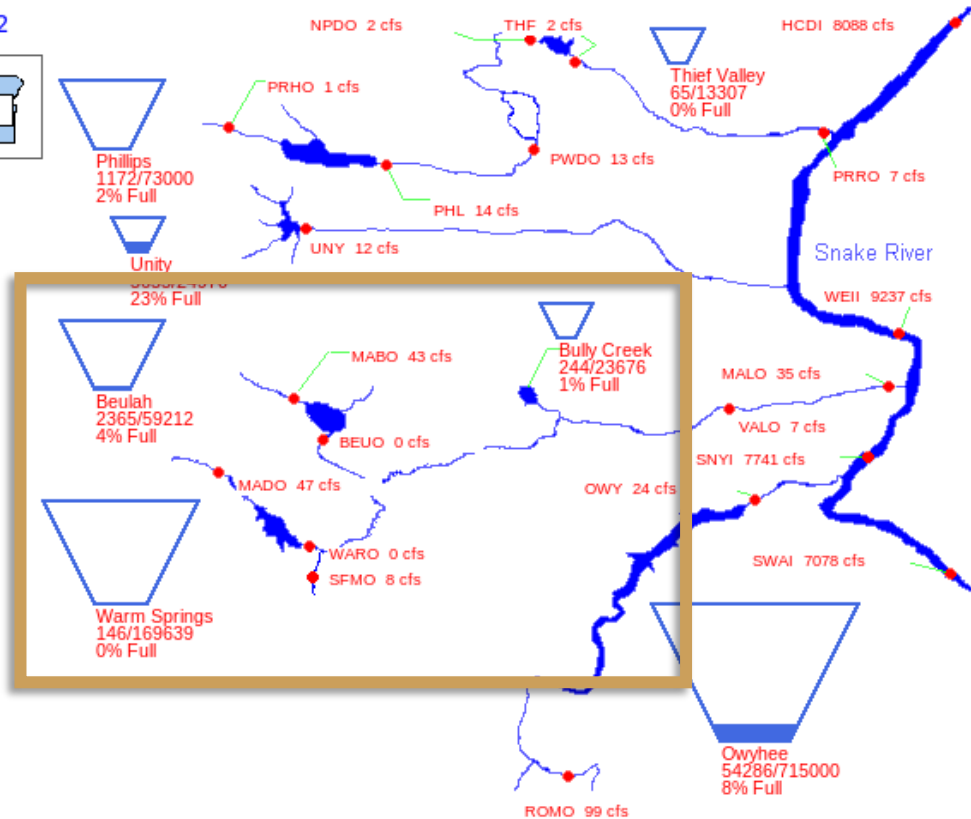 2
NPDO 2 cfs
THF 2 cfs
HCDI 8088 cfs
Thief Valley
65/13307
0% Full
PRHO 1 cfs
Phillips
1172/73000
2% Full
PWDO 13 cfs
PRRO 7 cfs
PHL 14 cfs
UNY 12 cfs
Snake River
Unity
23% Full
WEII 9237 cfs
Beulah
2365/59212
4% Full
MABO 43 cfs
Bully Creek
244/23676
1% Full
MALO 35 cfs
VALO 7 cfs
BEUO 0 cfs
SNYI 7741 cfs
MADO 47 cfs
OWY 24 cfs
WARO 0 cfs
SFMO 8 cfs
SWAI 7078 cfs
Warm Springs
146/169639
0% Full
Owyhee
54286/715000
8% Full
ROMO 99 cfs